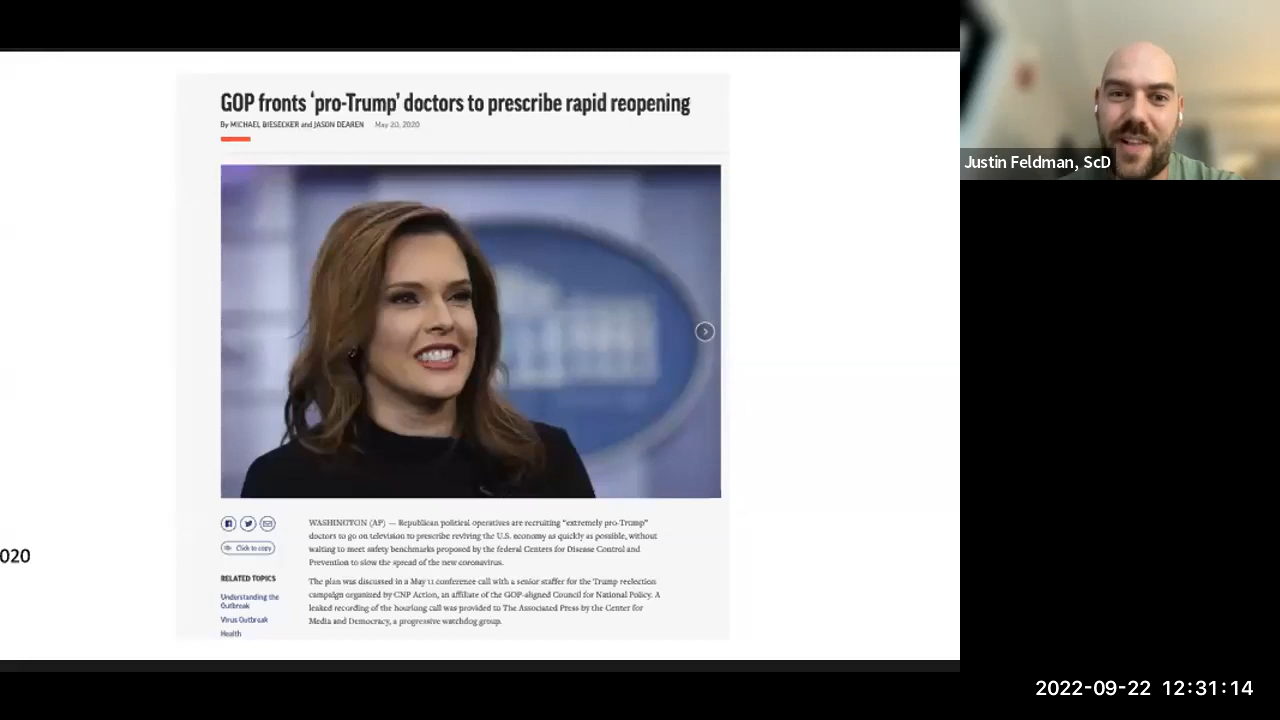 GOP fronts ‘pro-Trump’ doctors to prescribe rapid reopening
By MICHAEL BIESECKER and JASON DEAREN May 20, 2020
Click to copy
RELATED TOPICS
Understanding the
Outbreak
Virus Outbreak
Health
WASHINGTON (AP) — Republican political operatives are recruiting “extremely pro-Trump”
doctors to go on television to prescribe reviving the U.S. economy as quickly as possible, without
waiting to meet safety benchmarks proposed by the federal Centers for Disease Control and
Prevention to slow the spread of the new coronavirus.
The plan was discussed in a May 11 conference call with a senior staffer for the Trump reelection
campaign organized by CNP Action, an affiliate of the GOP-aligned Council for National Policy. A
leaked recording of the hourlong call was provided to The Associated Press by the Center for
Media and Democracy, a progressive watchdog group.
020
Justin Feldman, ScD
2022-09-22 12:31:14